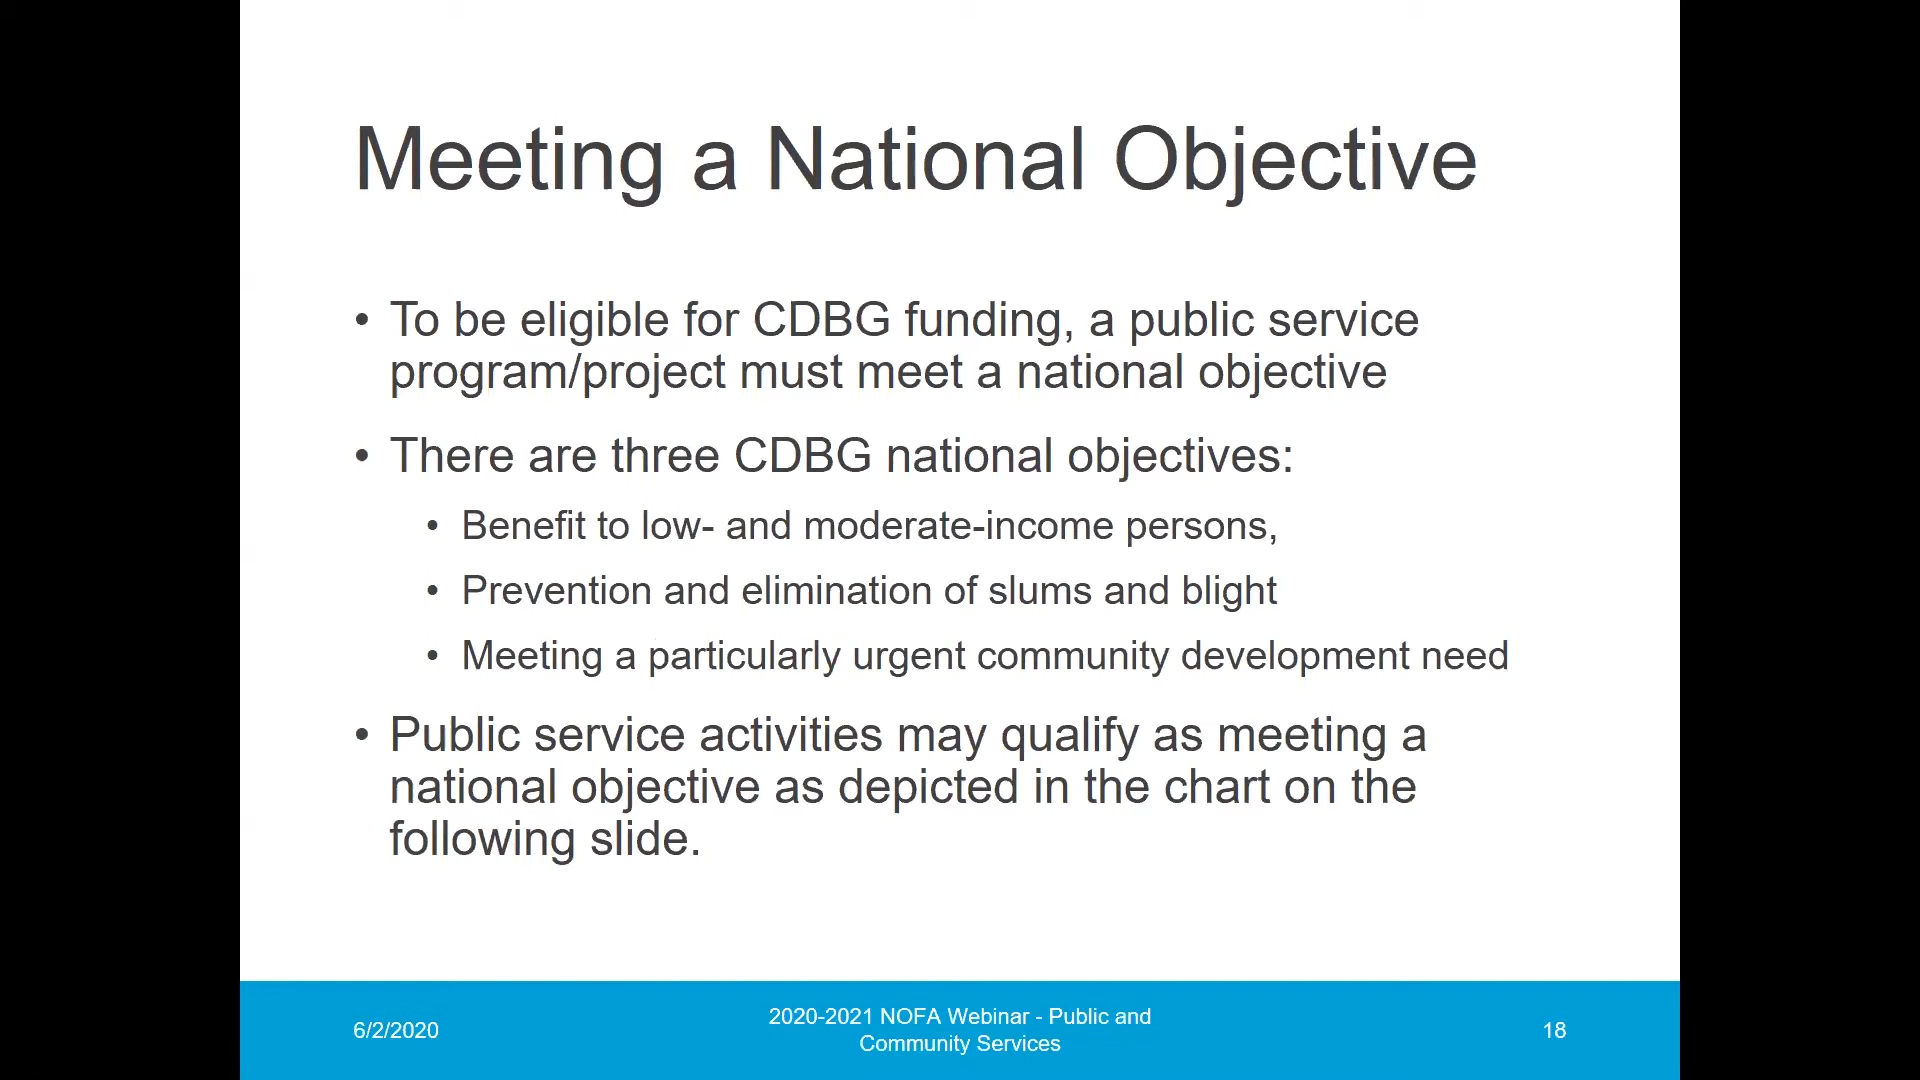 Meeting a National Objective
• To be eligible for CDBG funding, a public service
program/project must meet a national objective
• There are three CDBG national objectives:
• Benefit to low- and moderate-income persons,
• Prevention and elimination of slums and blight
• Meeting a particularly urgent community development need
• Public service activities may qualify as meeting a
national objective as depicted in the chart on the
following slide.
6/2/2020
2020-2021 NOFA Webinar - Public and
Community Services
18